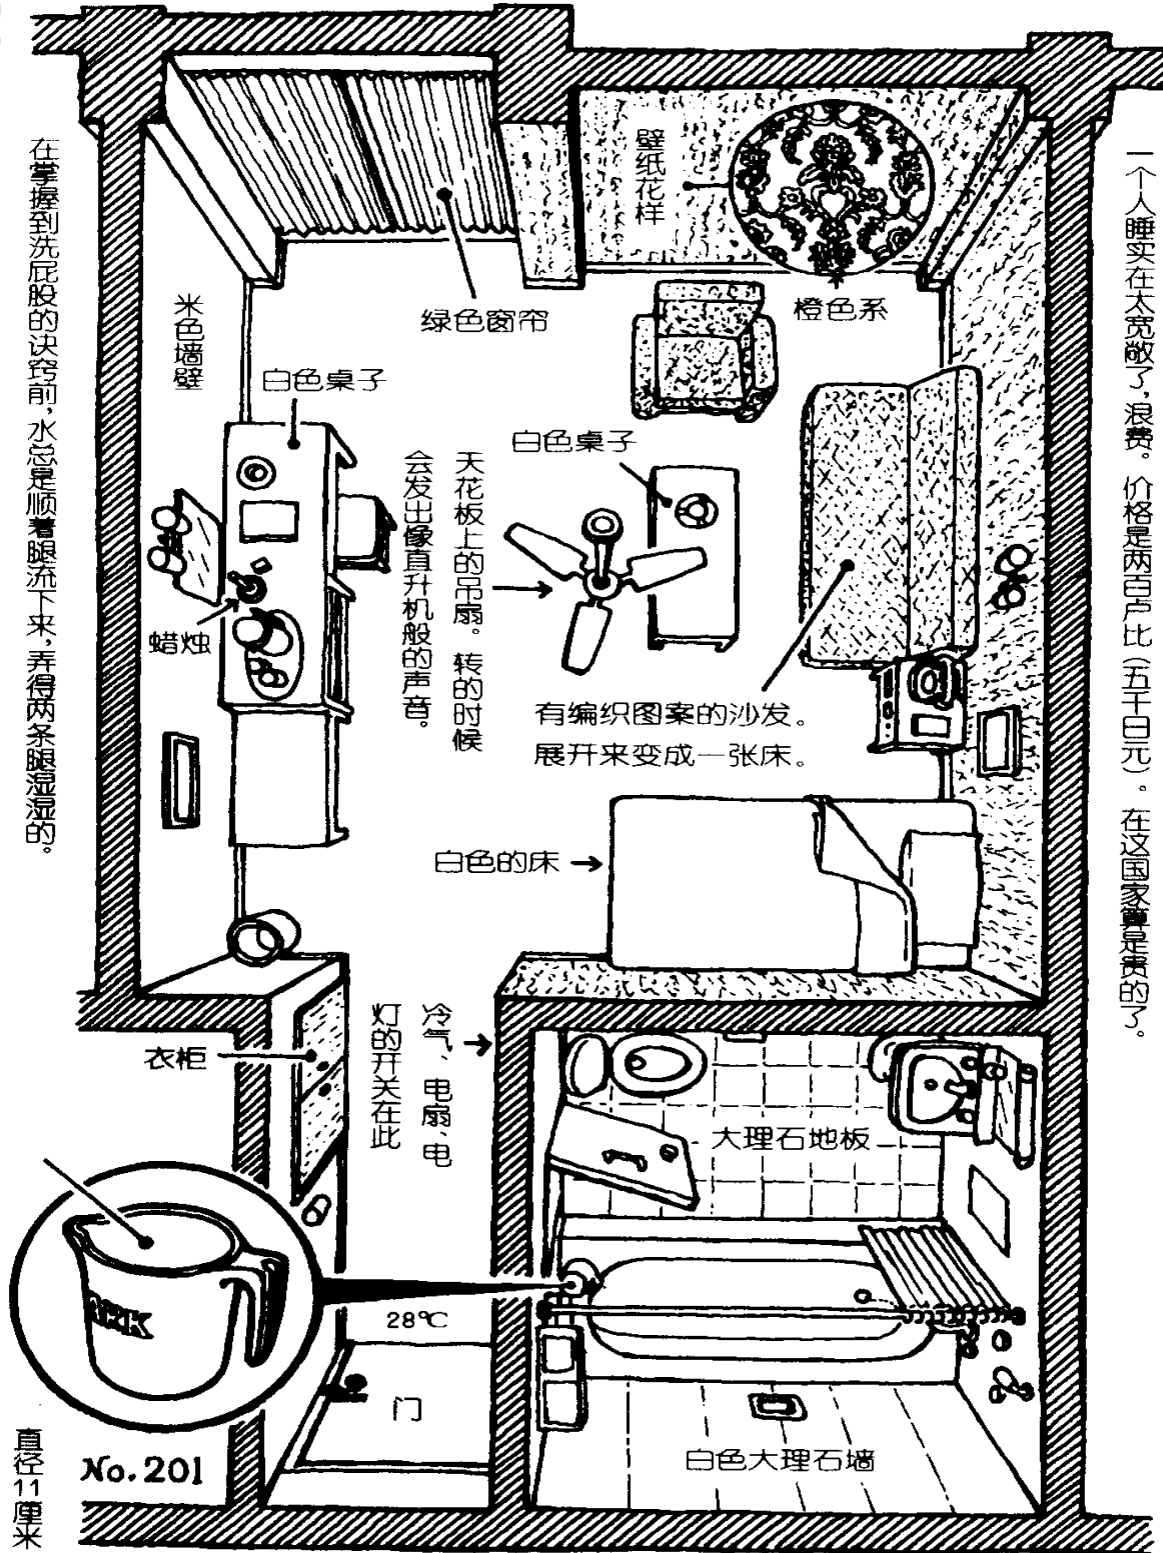 一个人睡实在太宽敞了，浪费。价格是两百卢比（五千日元）。在这国家算是贵的了。
壁纸花样
橙色系
绿色窗帘
米色墙壁
白色桌子
白色桌子
天花板上的吊扇。转的时候
会发出像直升机般的声音。
蜡烛
有编织图案的沙发。
展开来变成一张床。
白色的床
冷气、电扇、电
灯的开关在此
衣柜
大理石地板
28℃
门
白色大理石墙
在掌握到洗屁股的诀窍前，水总是顺着腿流下来，弄得两条腿湿湿的。
直径11厘米
No.201